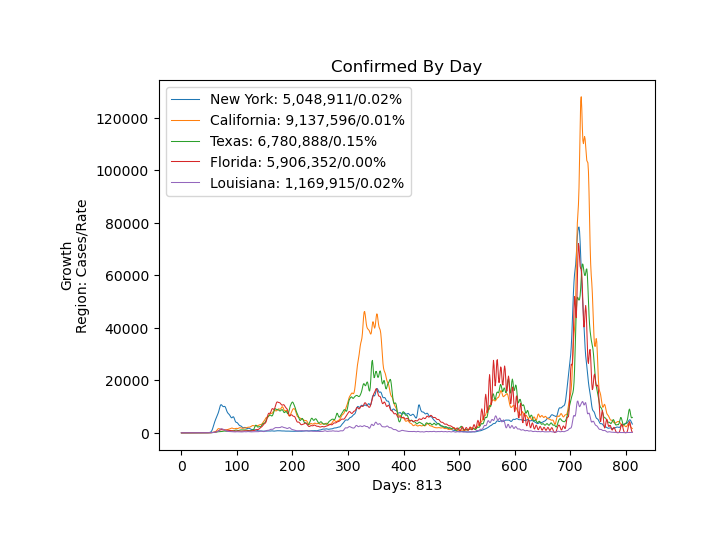 Confirmed By Day
New York: 5,048,911/0.02%
California: 9,137,596/0.01%
Texas: 6,780,888/0.15%
Florida: 5,906,352/0.00%
Louisiana: 1,169,915/0.02%
Growth
Region: Cases/Rate
120000
100000
80000
60000
40000
20000
0
0 100 200 300 400 500 600 700 800
Days: 813